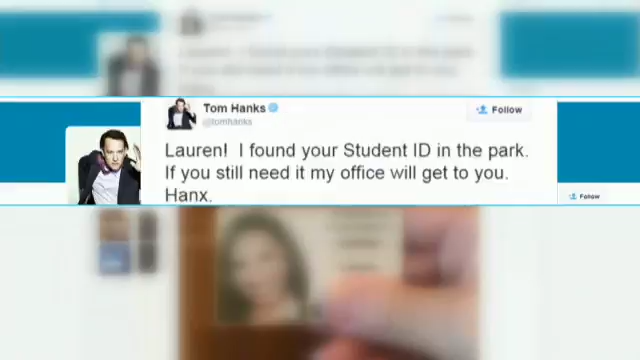 Tom Hanks
@tomhanks
Follow
Lauren! I found your Student ID in the park.
If you still need it my office will get to you.
Hanx.
Follow